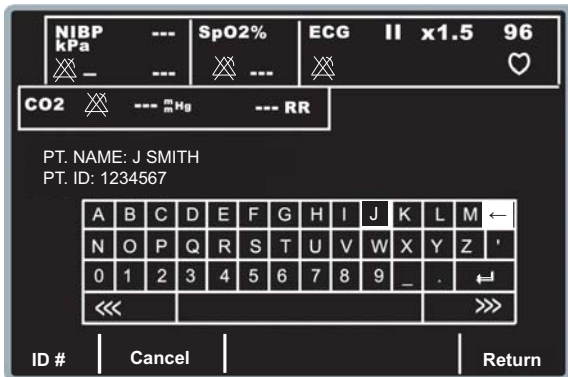 NIBP --- SpO2% ECG II x1.5 96
kPa
– --- ---
CO2 --- mmHg --- RR
PT. NAME: J SMITH
PT. ID: 1234567
A B C D E F G H I J K L M ←
N O P Q R S T U V W X Y Z '
0 1 2 3 4 5 6 7 8 9 _ . ↵
<<< >>>
ID # Cancel Return